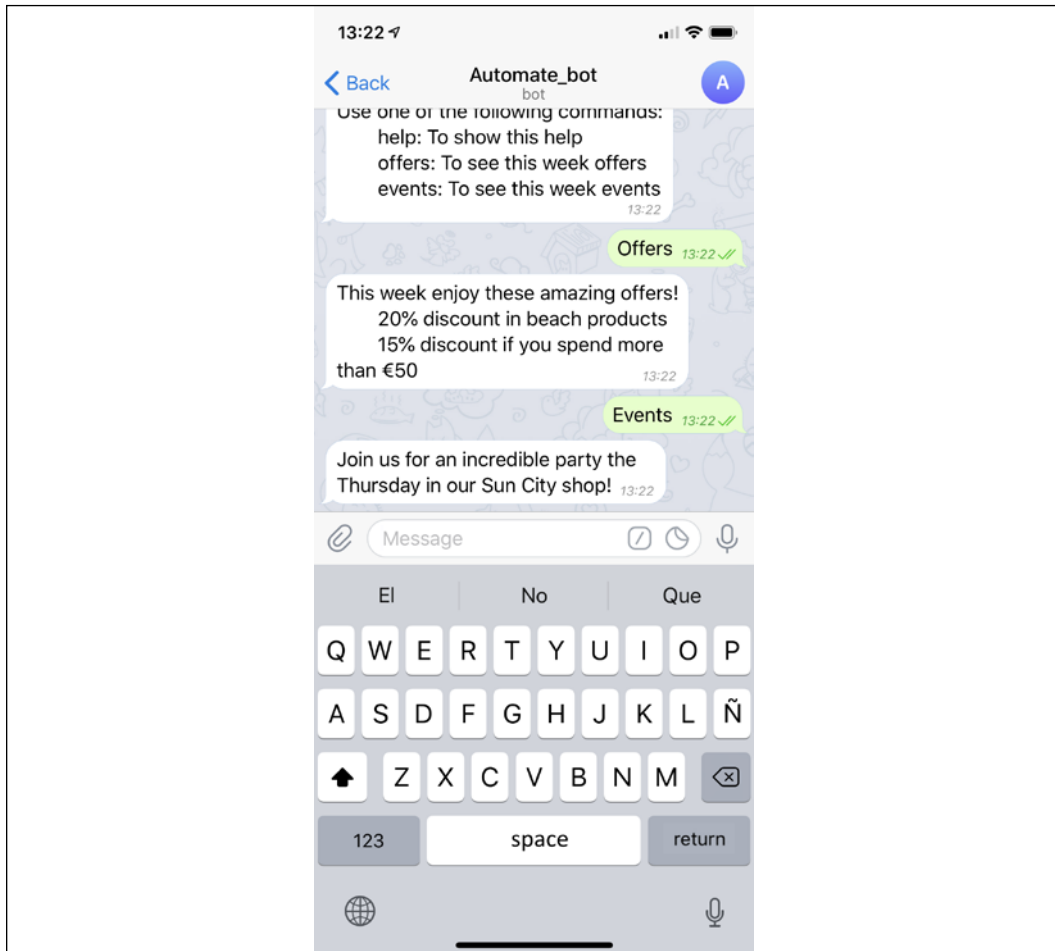 13:22
Back
Automate_bot
bot
A
Use one of the following commands:
help: To show this help
offers: To see this week offers
events: To see this week events
13:22
Offers 13:22
This week enjoy these amazing offers!
20% discount in beach products
15% discount if you spend more
than €50 13:22
Events 13:22
Join us for an incredible party the
Thursday in our Sun City shop! 13:22
Message
El No Que
Q W E R T Y U I O P
A S D F G H J K L Ñ
Z X C V B N M
123 space return